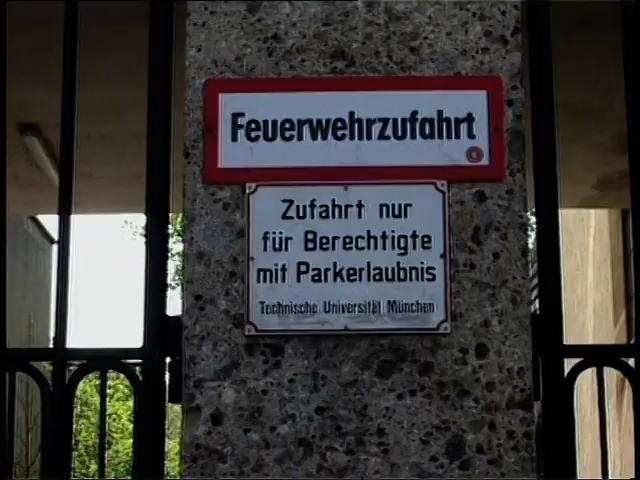 Feuerwehrzufahrt
Zufahrt nur
für Berechtigte
mit Parkerlaubnis
Technische Universität München